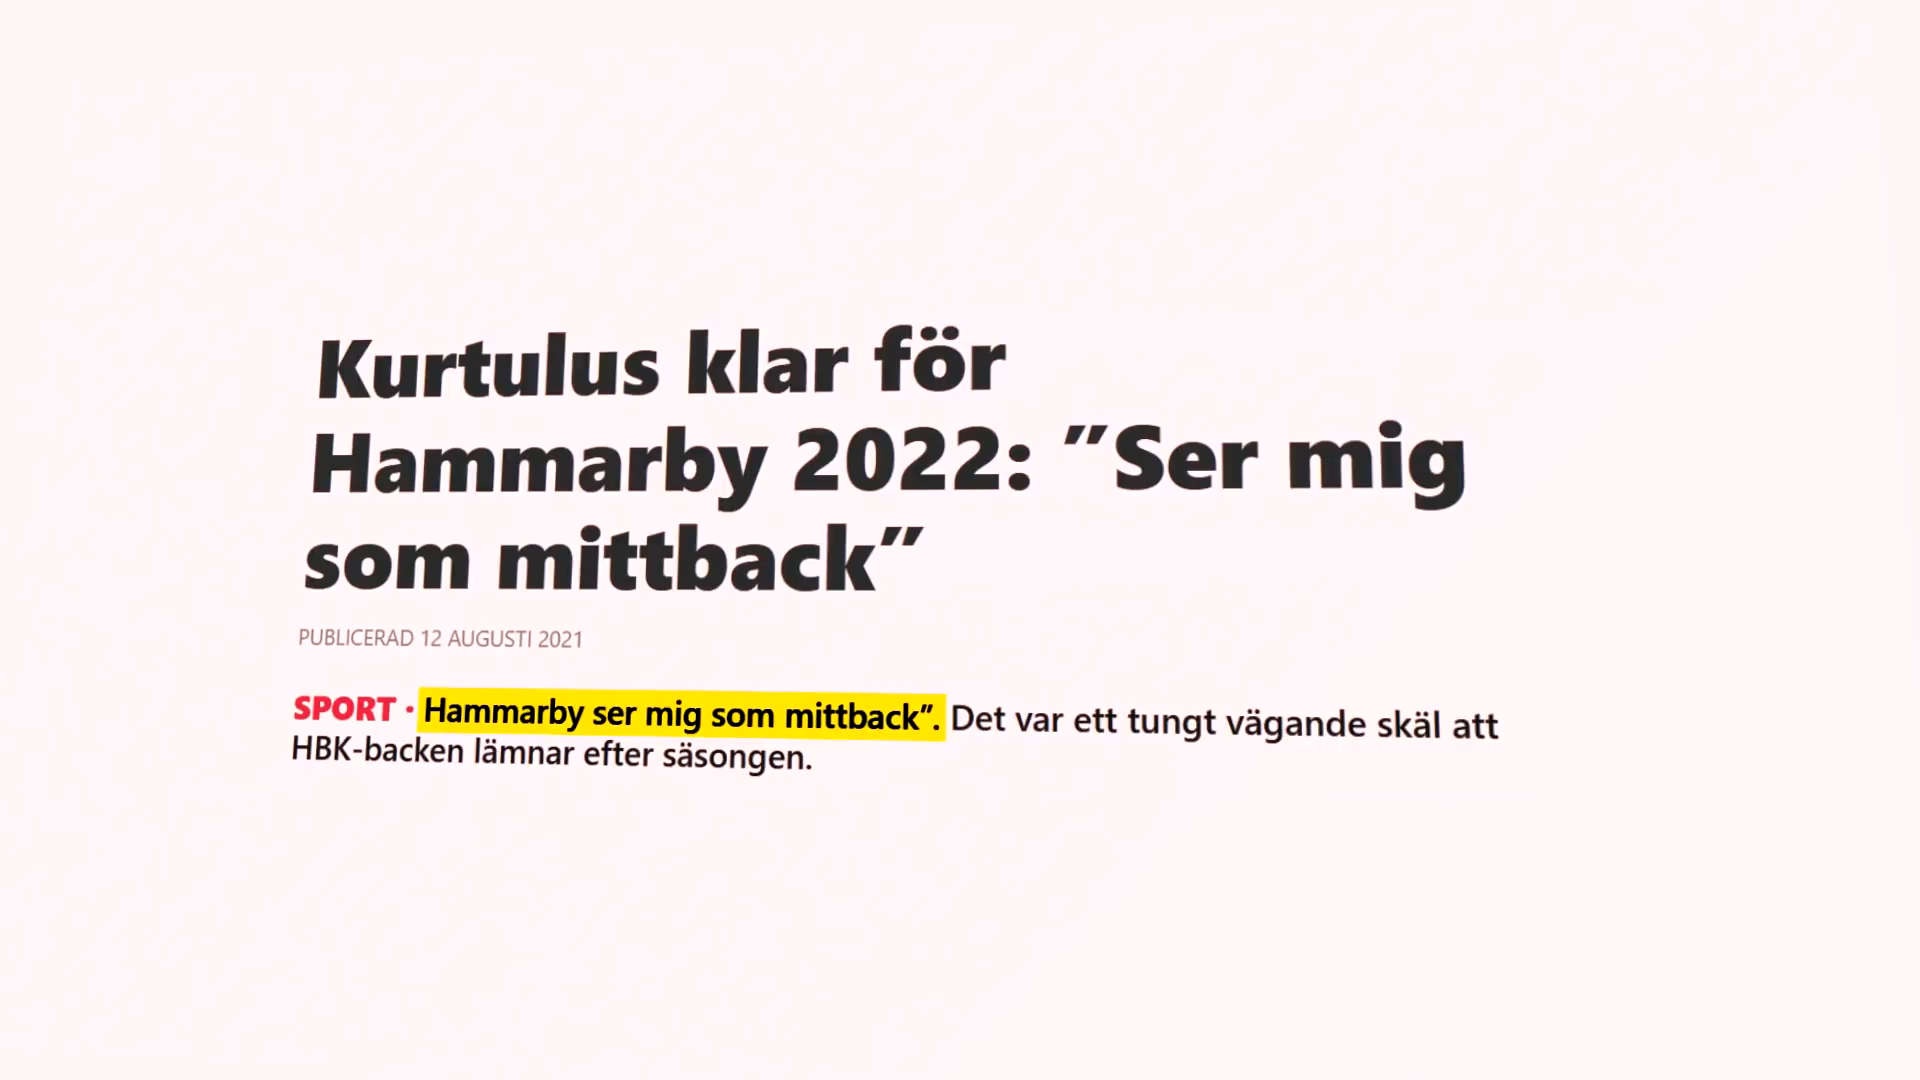 Kurtulus klar för
Hammarby 2022: ”Ser mig
som mittback”
PUBLICERAD 12 AUGUSTI 2021
SPORT · Hammarby ser mig som mittback”. Det var ett tungt vägande skäl att
HBK-backen lämnar efter säsongen.